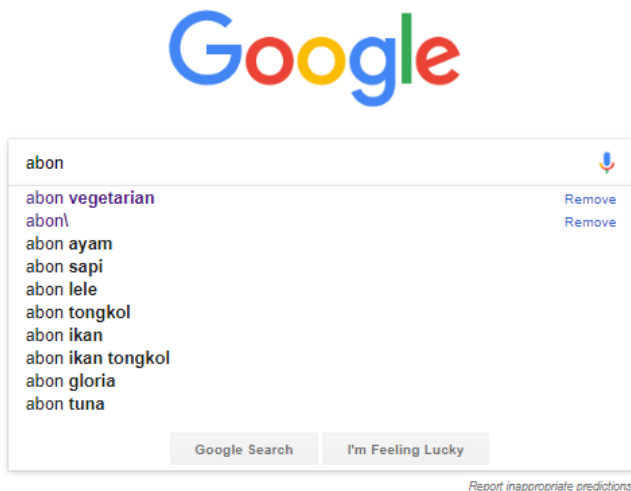 Google
abon
abon vegetarian Remove
abon\ Remove
abon ayam
abon sapi
abon lele
abon tongkol
abon ikan
abon ikan tongkol
abon gloria
abon tuna
Google Search I'm Feeling Lucky
Report inappropriate predictions